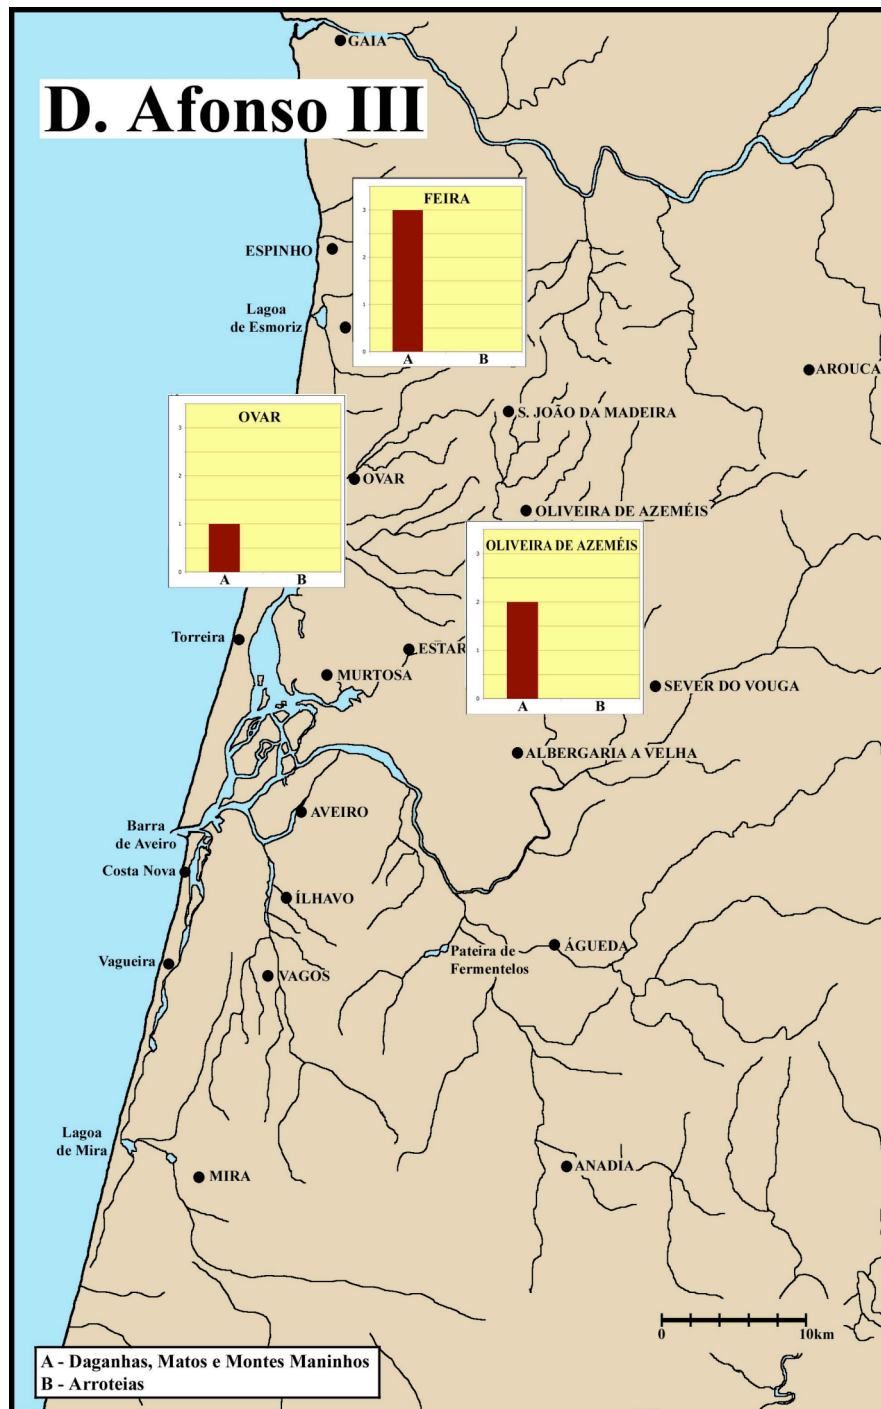 GAIA
D. Afonso III
FEIRA
3
2
1
0
A B
ESPINHO
Lagoa
de Esmoriz
AROUCA
OVAR
3
2
1
0
A B
S. JOÃO DA MADEIRA
OVAR
OLIVEIRA DE AZEMÉIS
OLIVEIRA DE AZEMÉIS
3
2
1
0
A B
Torreira
ESTAR
MURTOSA
SEVER DO VOUGA
ALBERGARIA A VELHA
AVEIRO
Barra
de Aveiro
Costa Nova
ÍLHAVO
Pateira de
Fermentelos
ÁGUEDA
Vagueira
VAGOS
Lagoa
de Mira
MIRA
ANADIA
0 10km
A - Daganhas, Matos e Montes Maninhos
B - Arroteias